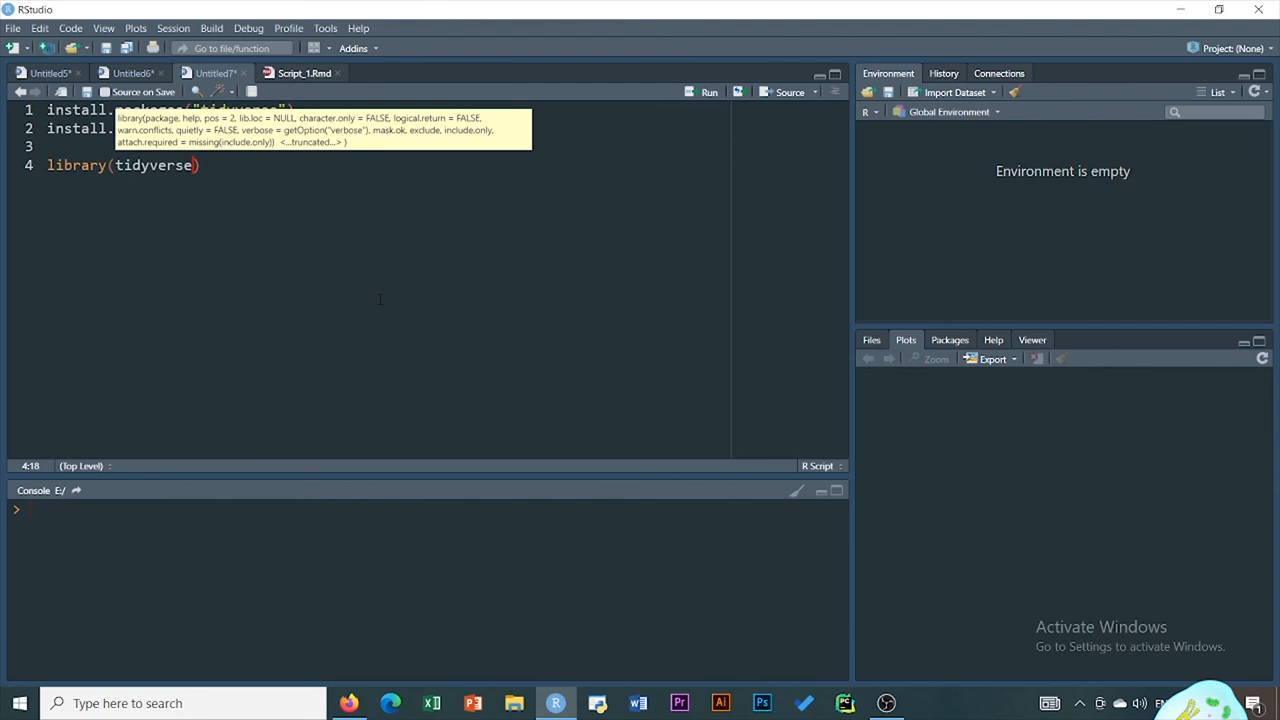 RStudio
File Edit Code View Plots Session Build Debug Profile Tools Help
Go to file/function Addins Project: (None)
Untitled5* Untitled6* Untitled7* Script_1.Rmd
Source on Save Run Source
1 install.packages("tidyverse")
library(package, help, pos = 2, lib.loc = NULL, character.only = FALSE, logical.return = FALSE,
2 install.
warn.conflicts, quietly = FALSE, verbose = getOption("verbose"), mask.ok, exclude, include.only,
attach.required = missing(include.only)) <...truncated...> )
3
4 library(tidyverse)
4:18 (Top Level) R Script
Console E:/
>
Environment History Connections
Import Dataset List
R Global Environment
Environment is empty
Files Plots Packages Help Viewer
Zoom Export
Activate Windows
Go to Settings to activate Windows.
Type here to search